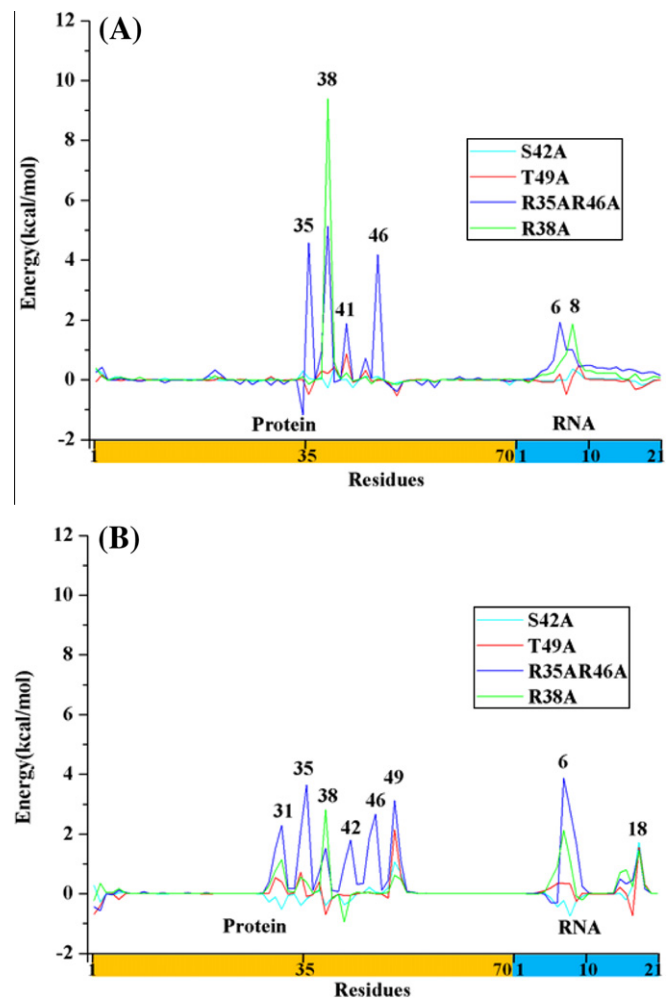 (A)
12
10
8
6
4
2
0
-2
Energy(kcal/mol)
38
35
46
41
6 8
S42A
T49A
R35AR46A
R38A
Protein RNA
1 35 70 1 10 21
Residues
(B)
12
10
8
6
4
2
0
-2
Energy(kcal/mol)
S42A
T49A
R35AR46A
R38A
31 35 38 42 46 49 6 18
Protein RNA
1 35 70 1 10 21
Residues